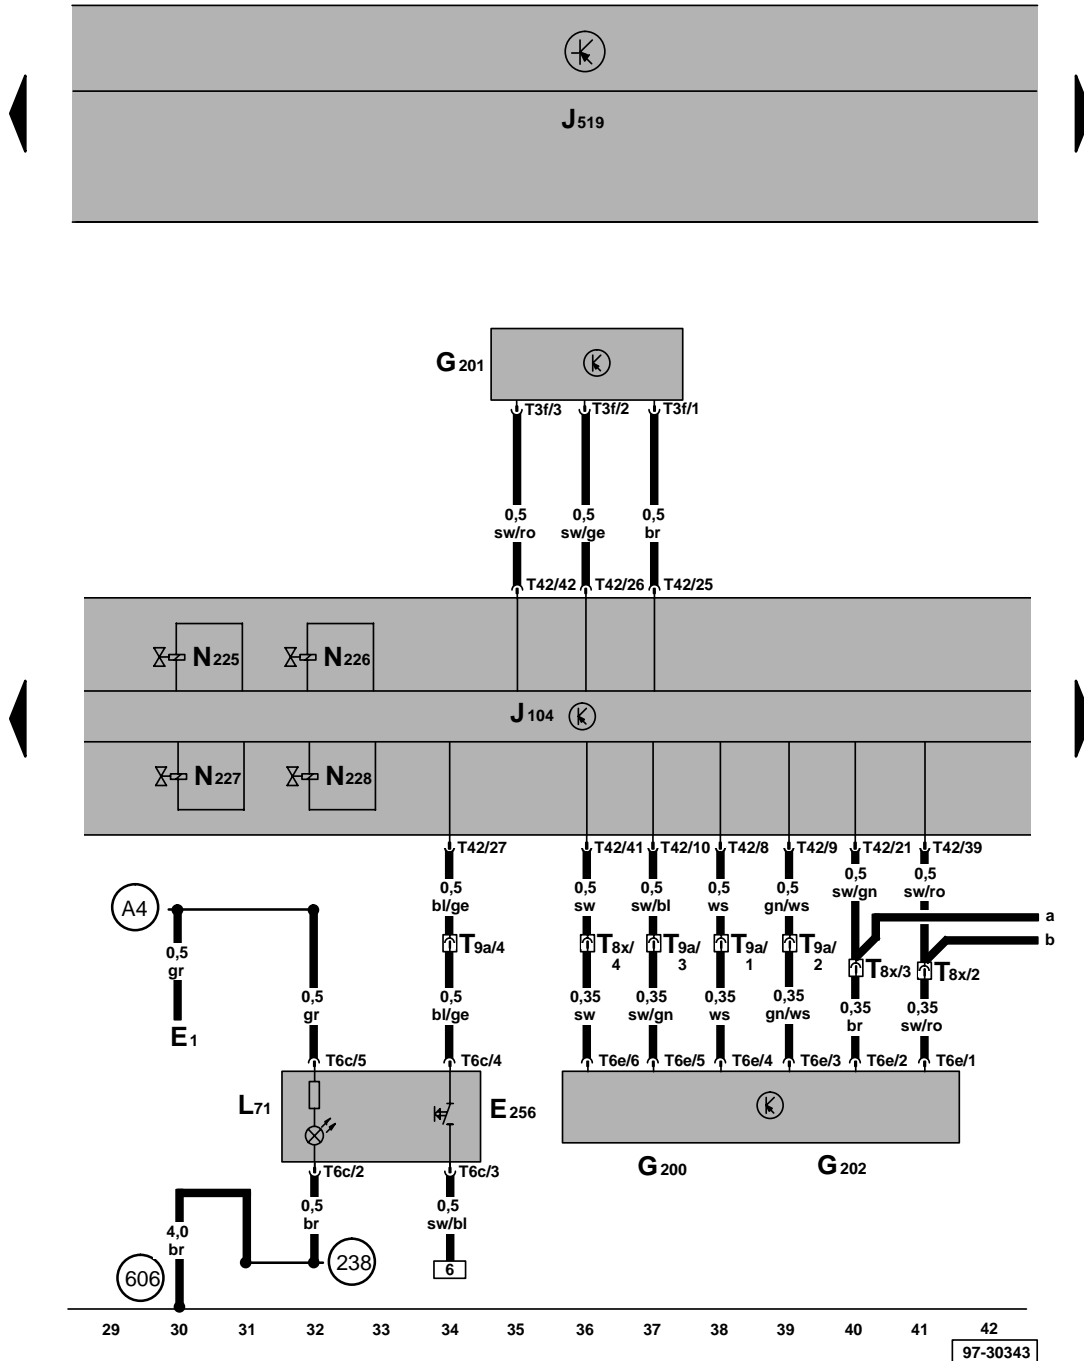 J519
G201
T3f/3 T3f/2 T3f/1
0,5 0,5 0,5
sw/ro sw/ge br
T42/42 T42/26 T42/25
N225 N226
J104
N227 N228
T42/27 T42/41 T42/10 T42/8 T42/9 T42/21 T42/39
0,5 0,5 0,5 0,5 0,5 0,5 0,5
bl/ge sw sw/bl ws gn/ws sw/gn sw/ro
A4
a
b
0,5
gr
T9a/4 T8x/4 T9a/3 T9a/1 T9a/2 T8x/3 T8x/2
0,5 0,5 0,35 0,35 0,35 0,35 0,35 0,35
gr bl/ge sw sw/gn ws gn/ws br sw/ro
E1
T6c/5 T6c/4 T6e/6 T6e/5 T6e/4 T6e/3 T6e/2 T6e/1
L71 E256
G200 G202
T6c/2 T6c/3
0,5 0,5
br sw/bl
4,0
br
606 238 6
29 30 31 32 33 34 35 36 37 38 39 40 41 42
97-30343